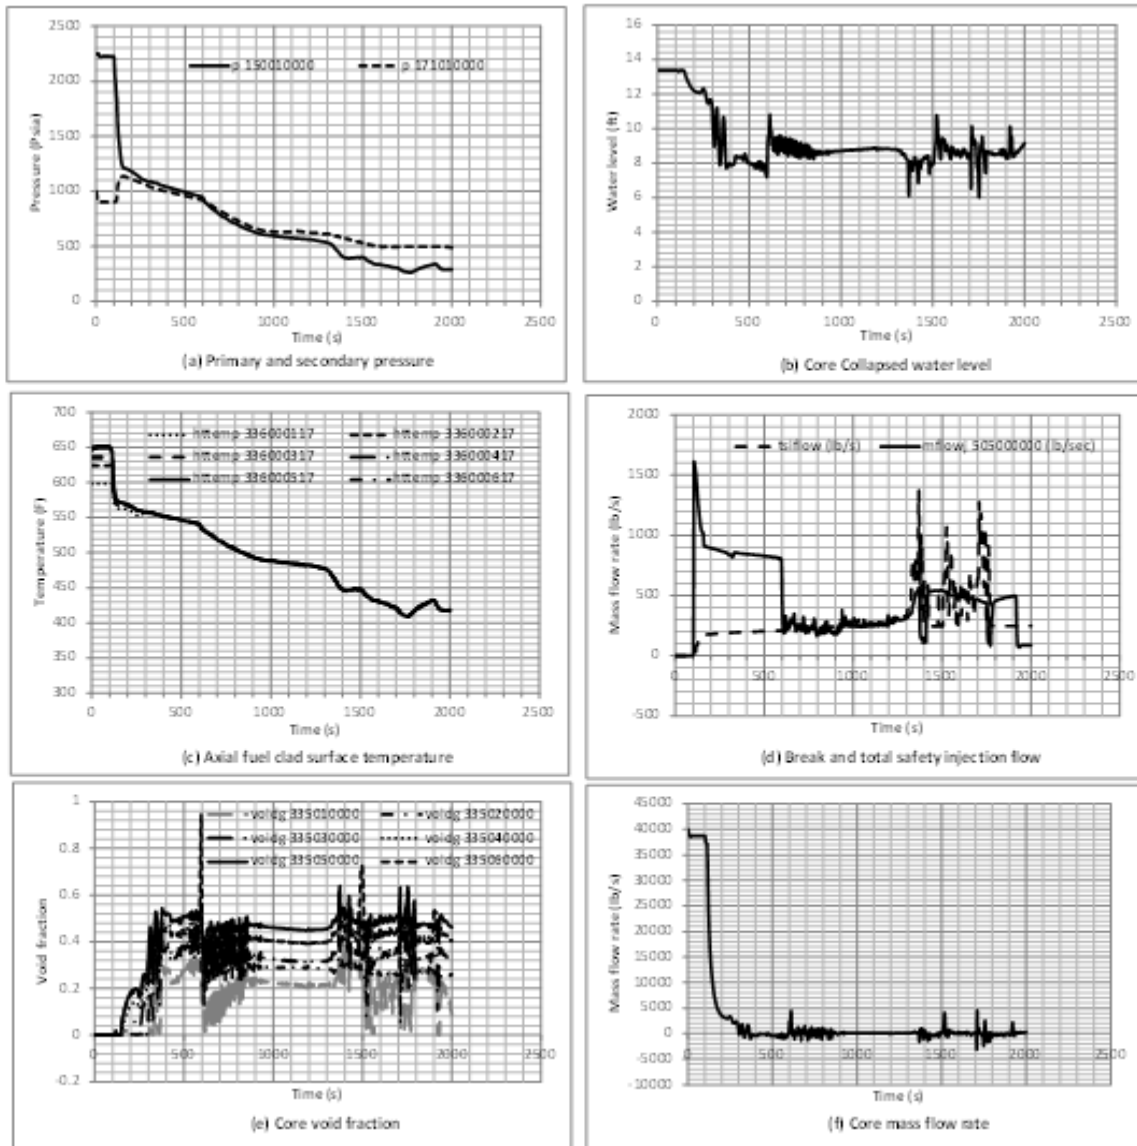 2500
2000
1500
1000
500
0
p 150010000
p 171010000
Pressure (Psia)
0 500 1000 1500 2000 2500
Time (s)
(a) Primary and secondary pressure
16
14
12
10
8
6
4
2
0
Water level (ft)
0 500 1000 1500 2000 2500
Time (s)
(b) Core Collapsed water level
700
650
600
550
500
450
400
350
300
httemp 336000117 httemp 336000217
httemp 336000317 httemp 336000417
httemp 336000517 httemp 336000617
Temperature (F)
0 500 1000 1500 2000 2500
Time (s)
(c) Axial fuel clad surface temperature
2000
1500
1000
500
0
-500
tsiflow (lb/s) mflowj 505000000 (lb/sec)
Mass flow rate (lb/s)
0 500 1000 1500 2000 2500
Time (s)
(d) Break and total safety injection flow
1
0.8
0.6
0.4
0.2
0
-0.2
voidg 335010000 voidg 335020000
voidg 335030000 voidg 335040000
voidg 335050000 voidg 335060000
Void fraction
0 500 1000 1500 2000 2500
Time (s)
(e) Core void fraction
45000
40000
35000
30000
25000
20000
15000
10000
5000
0
-5000
-10000
Mass flow rate (lb/s)
0 500 1000 1500 2000 2500
Time (s)
(f) Core mass flow rate